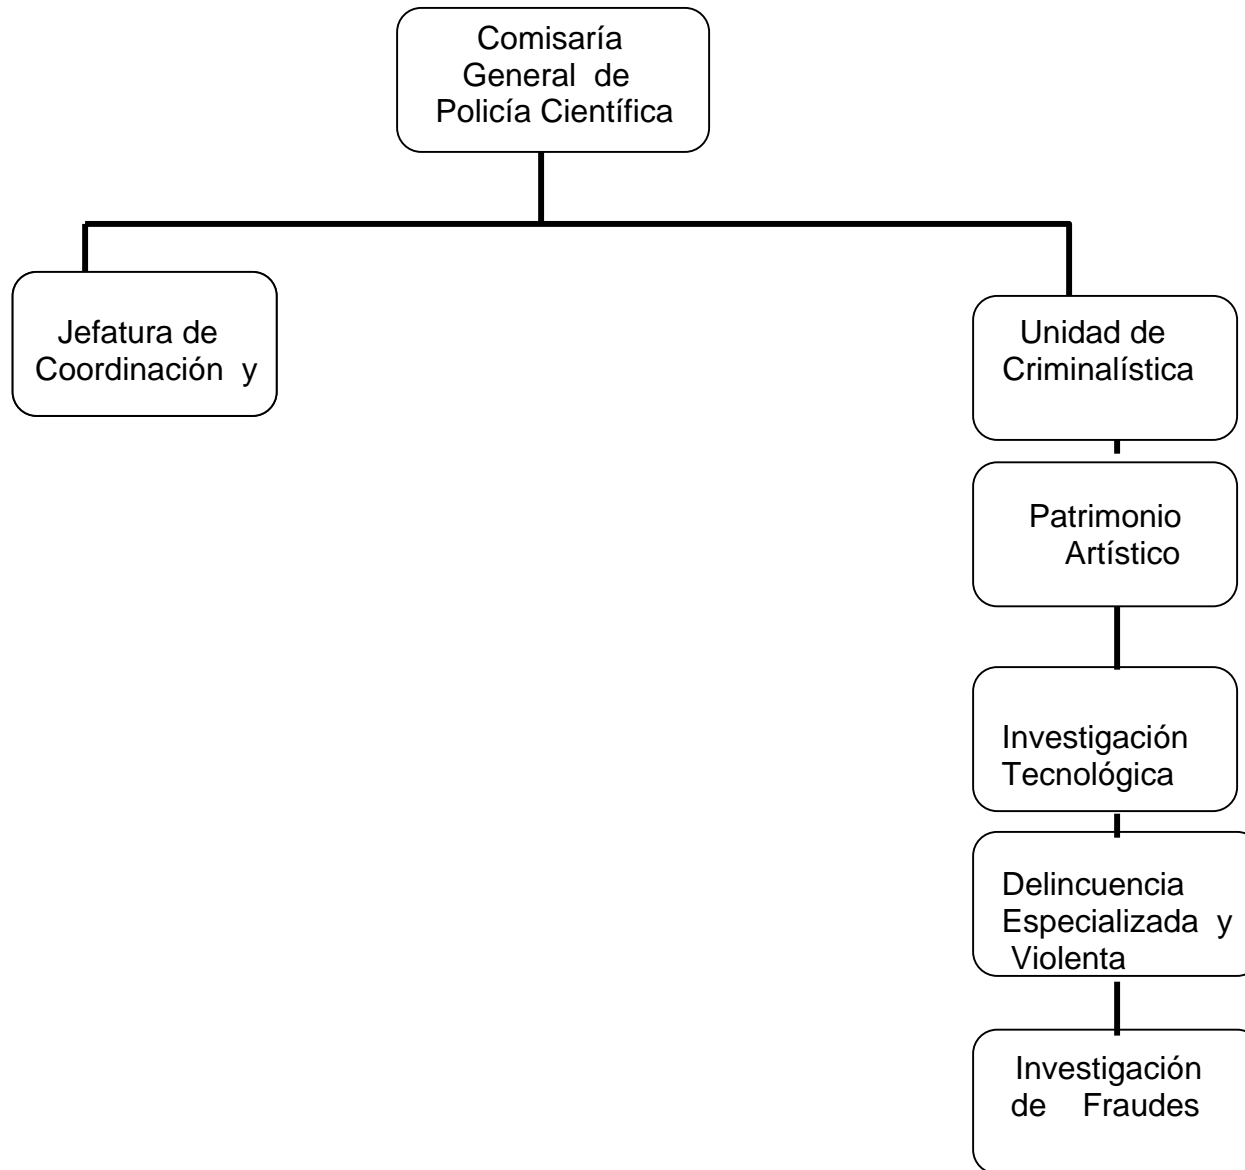 Comisaría
General de
Policía Científica
Jefatura de
Coordinación y
Unidad de
Criminalística
Patrimonio
Artístico
Investigación
Tecnológica
Delincuencia
Especializada y
Violenta
Investigación
de Fraudes